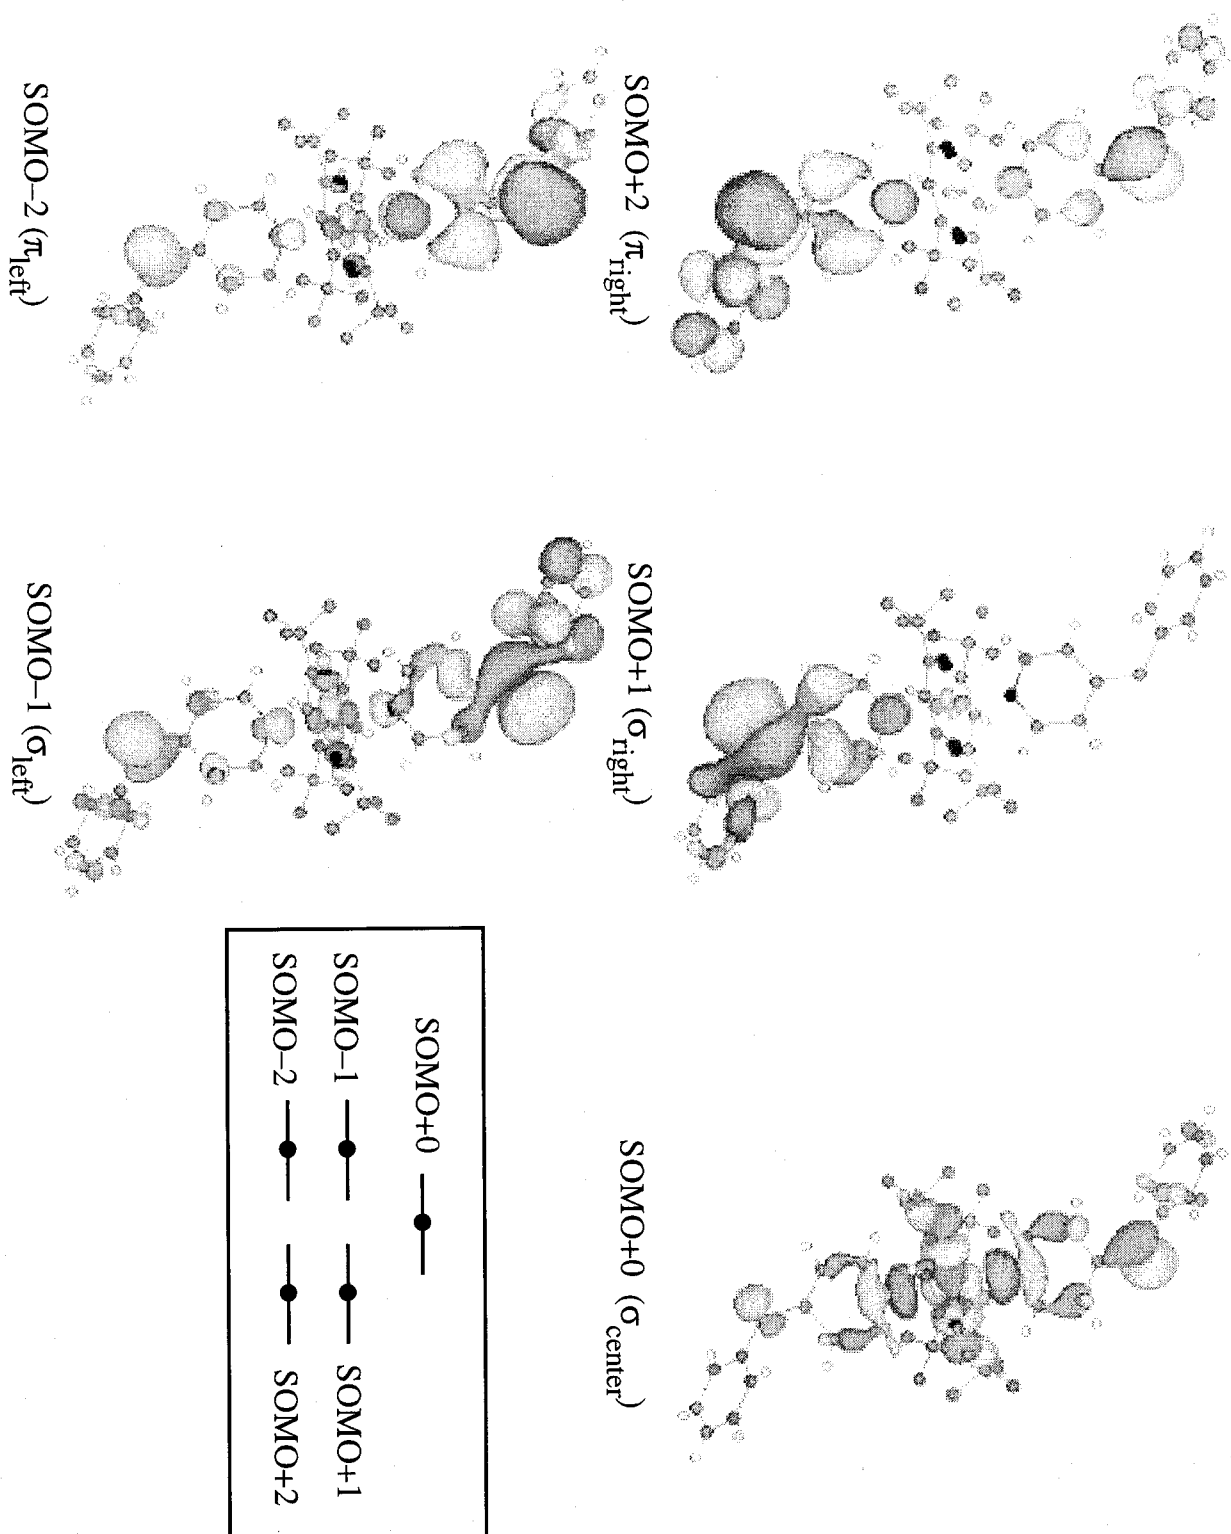 SOMO+2 (π_right)
SOMO+1 (σ_right)
SOMO+0 (σ_center)
SOMO+0
SOMO−1 SOMO+1
SOMO−2 SOMO+2
SOMO−2 (π_left)
SOMO−1 (σ_left)